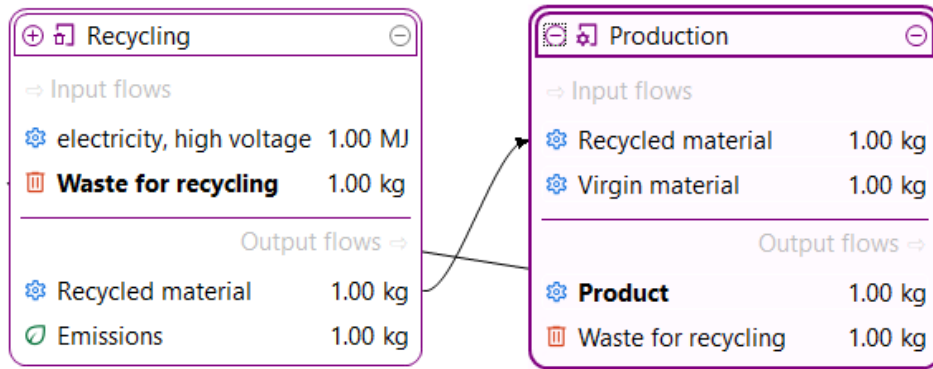 Recycling
Input flows
electricity, high voltage 1.00 MJ
Waste for recycling 1.00 kg
Output flows
Recycled material 1.00 kg
Emissions 1.00 kg
Production
Input flows
Recycled material 1.00 kg
Virgin material 1.00 kg
Output flows
Product 1.00 kg
Waste for recycling 1.00 kg